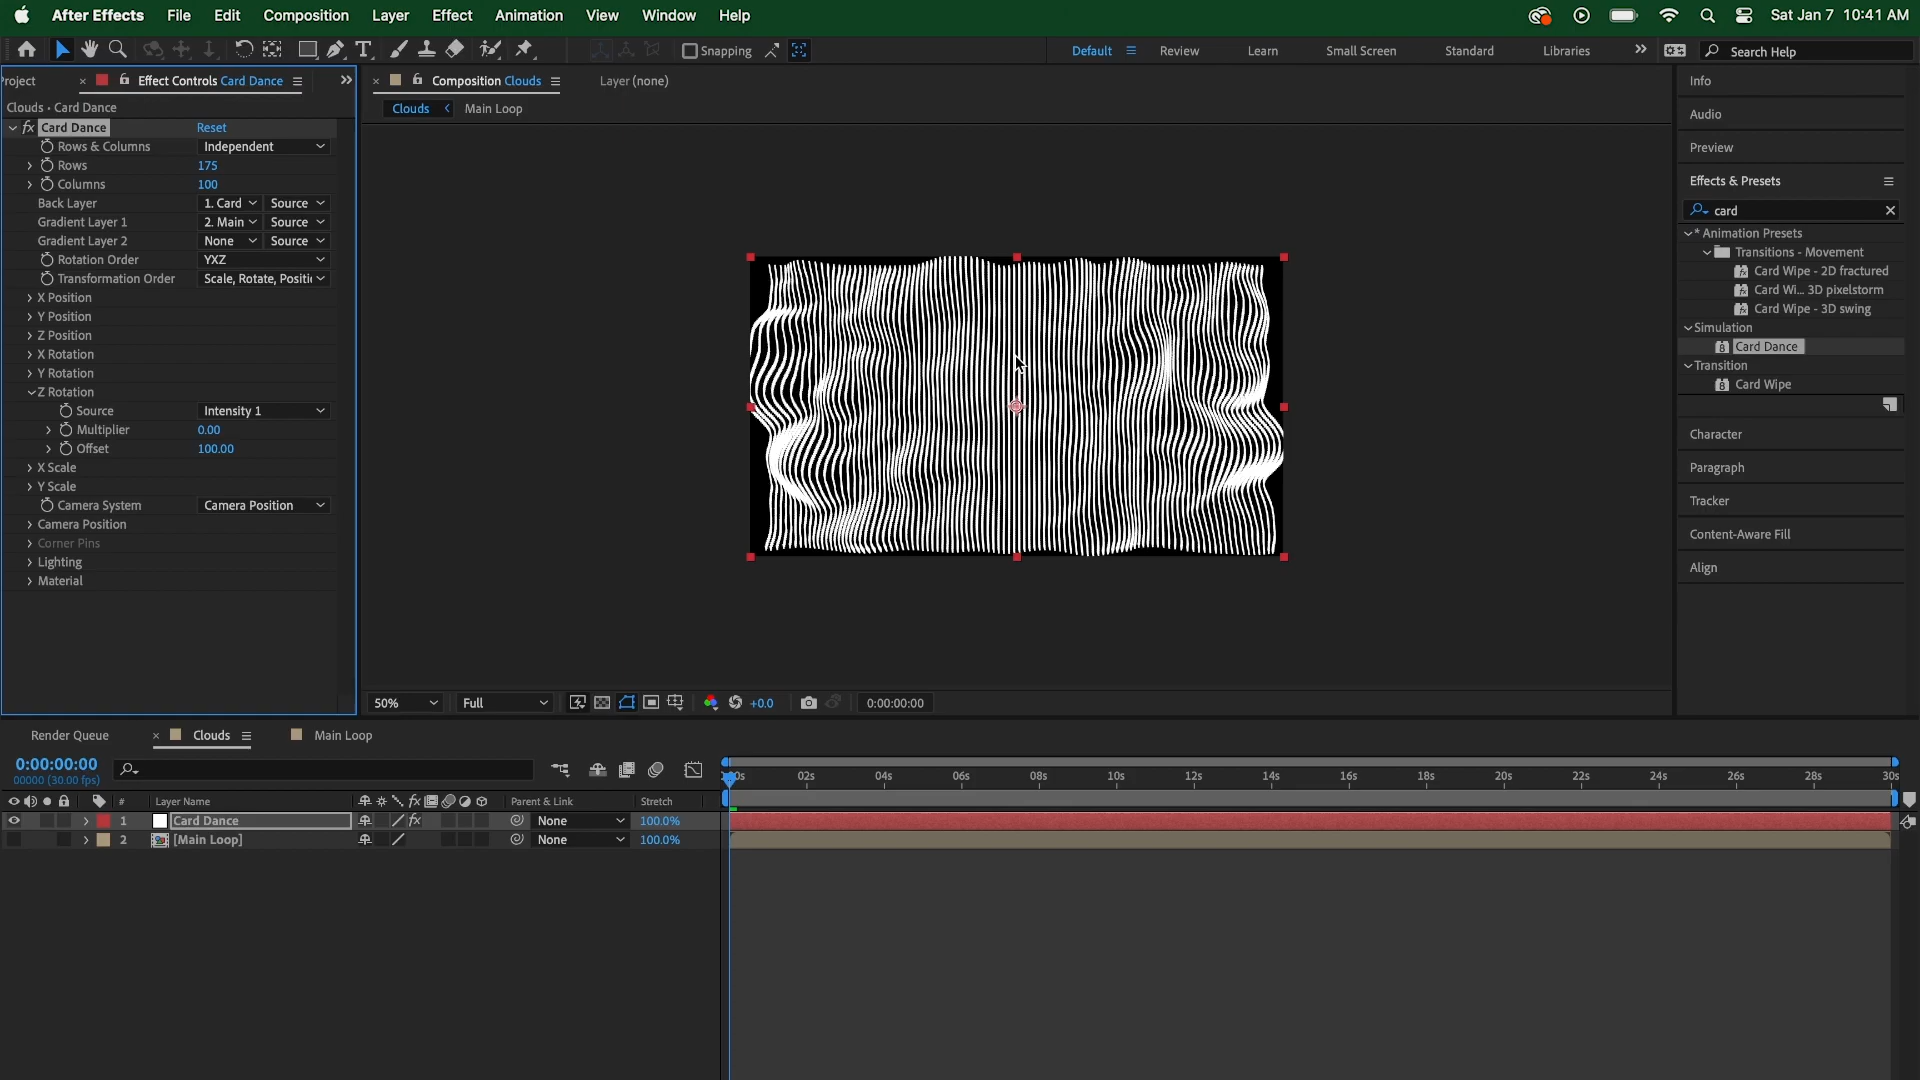 After Effects File Edit Composition Layer Effect Animation View Window Help Sat Jan 7 10:41 AM
Snapping Default Review Learn Small Screen Standard Libraries Search Help
roject Effect Controls Card Dance Composition Clouds Layer (none) Info
Clouds • Card Dance
Card Dance Reset
Rows & Columns Independent
Rows 175
Columns 100
Back Layer 1. Card Source
Gradient Layer 1 2. Main Source
Gradient Layer 2 None Source
Rotation Order YXZ
Transformation Order Scale, Rotate, Positi
X Position
Y Position
Z Position
X Rotation
Y Rotation
Z Rotation
Source Intensity 1
Multiplier 0.00
Offset 100.00
X Scale
Y Scale
Camera System Camera Position
Camera Position
Corner Pins
Lighting
Material
Clouds Main Loop
50% Full +0.0 0:00:00:00
Audio
Preview
Effects & Presets
card
* Animation Presets
Transitions - Movement
Card Wipe - 2D fractured
Card Wi... 3D pixelstorm
Card Wipe - 3D swing
Simulation
Card Dance
Transition
Card Wipe
Character
Paragraph
Tracker
Content-Aware Fill
Align
Render Queue Clouds Main Loop
0:00:00:00
00000 (30.00 fps)
:00s 02s 04s 06s 08s 10s 12s 14s 16s 18s 20s 22s 24s 26s 28s 30s
# Layer Name fx Parent & Link Stretch
1 Card Dance fx None 100.0%
2 [Main Loop] None 100.0%